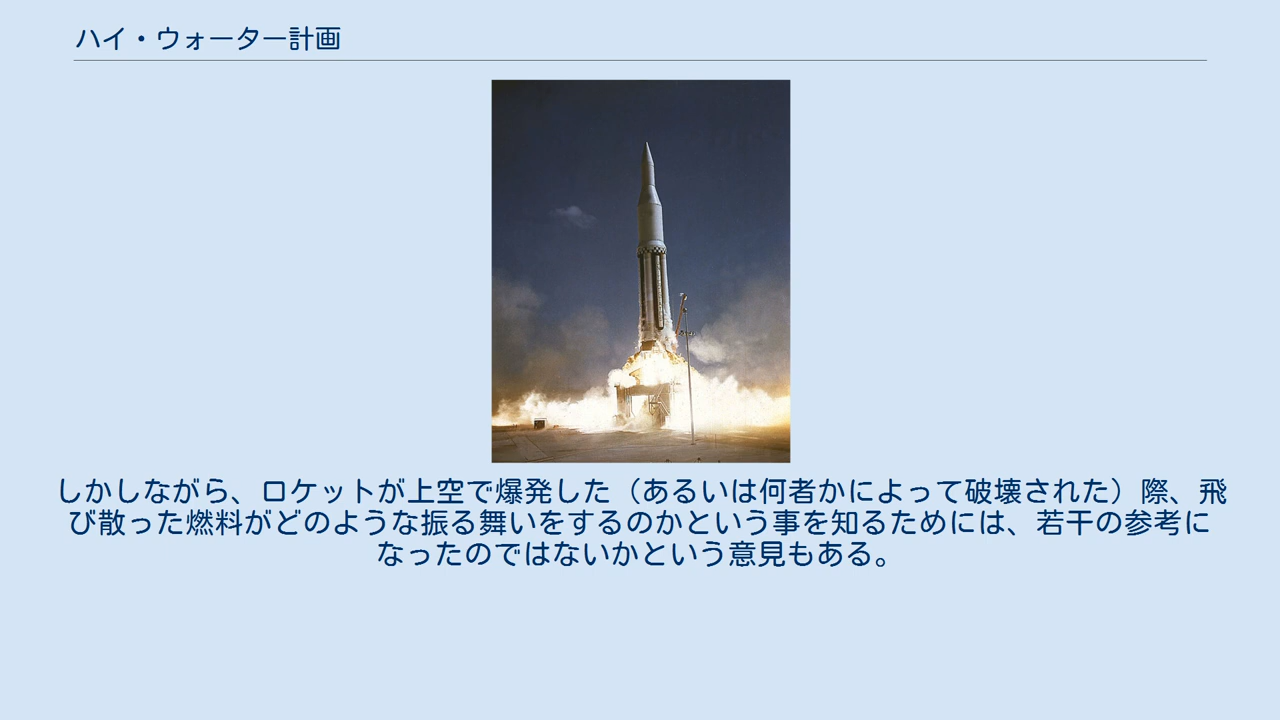 ハイ・ウォーター計画
しかしながら、ロケットが上空で爆発した（あるいは何者かによって破壊された）際、飛
び散った燃料がどのような振る舞いをするのかという事を知るためには、若干の参考に
なったのではないかという意見もある。